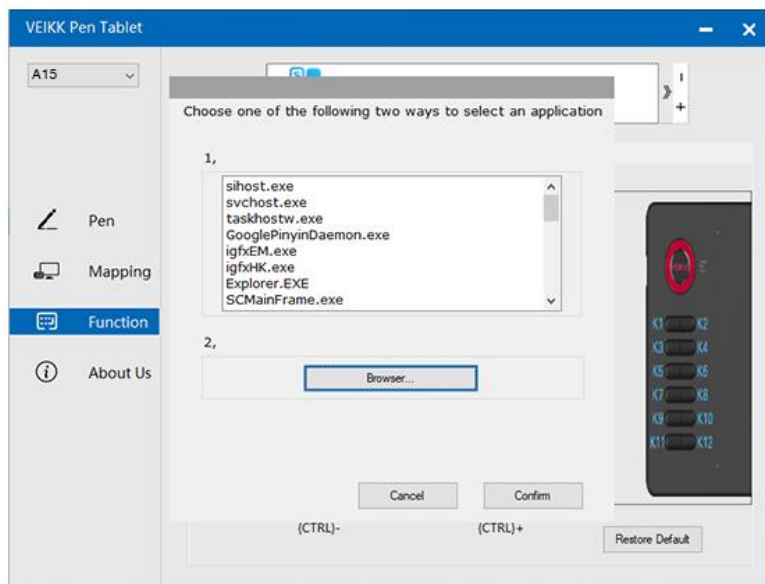 VEIKK Pen Tablet
A15
Choose one of the following two ways to select an application
1,
sihost.exe
svchost.exe
taskhostw.exe
GooglePinyinDaemon.exe
igfxEM.exe
igfxHK.exe
Explorer.EXE
SCMainFrame.exe
Pen
Mapping
Function
About Us
2,
Browser...
Cancel Confirm
K1 K2
K3 K4
K5 K6
K7 K8
K9 K10
K11 K12
{CTRL}- {CTRL}+
Restore Default